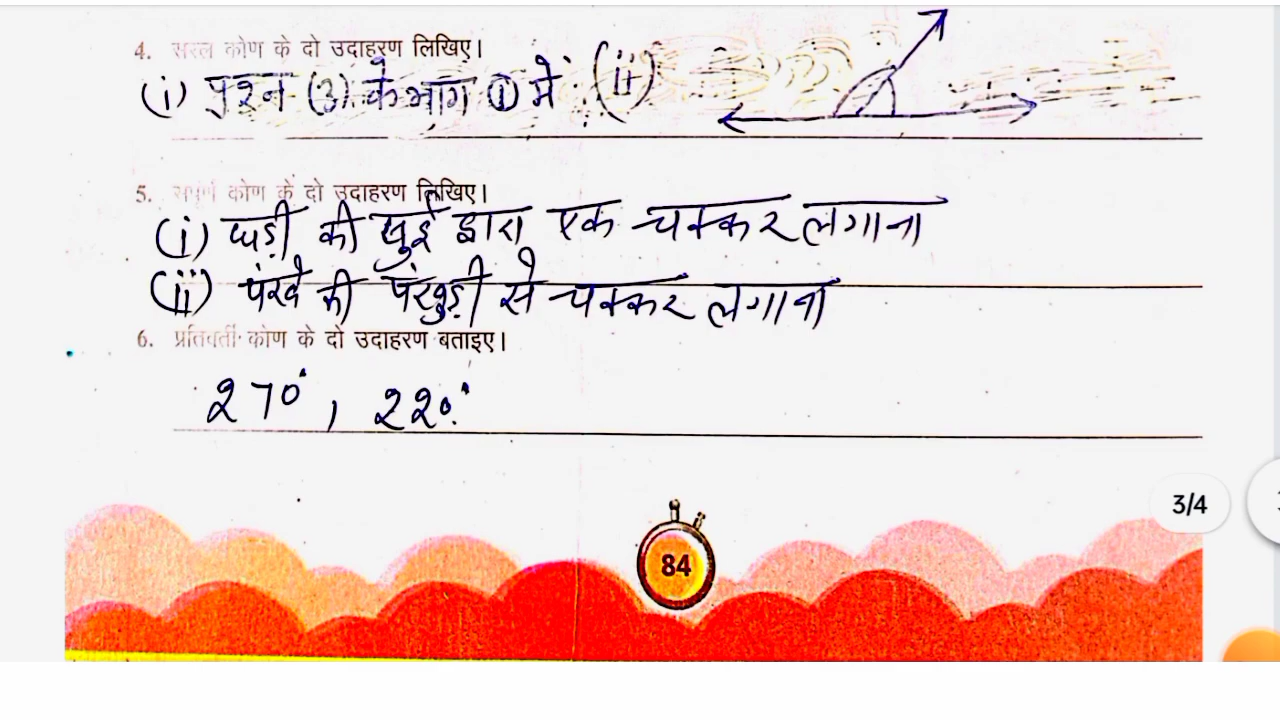 4. सरल कोण के दो उदाहरण लिखिए।
(i) प्रश्न (3) के भाग ① में (ii)
5. संपूर्ण कोण के दो उदाहरण लिखिए।
(i) घड़ी की सुई द्वारा एक चक्कर लगाना
(ii) पंखे की पंखुड़ी से चक्कर लगाना
6. प्रतिवर्ती कोण के दो उदाहरण बताइए।
270°, 220°
3/4
84